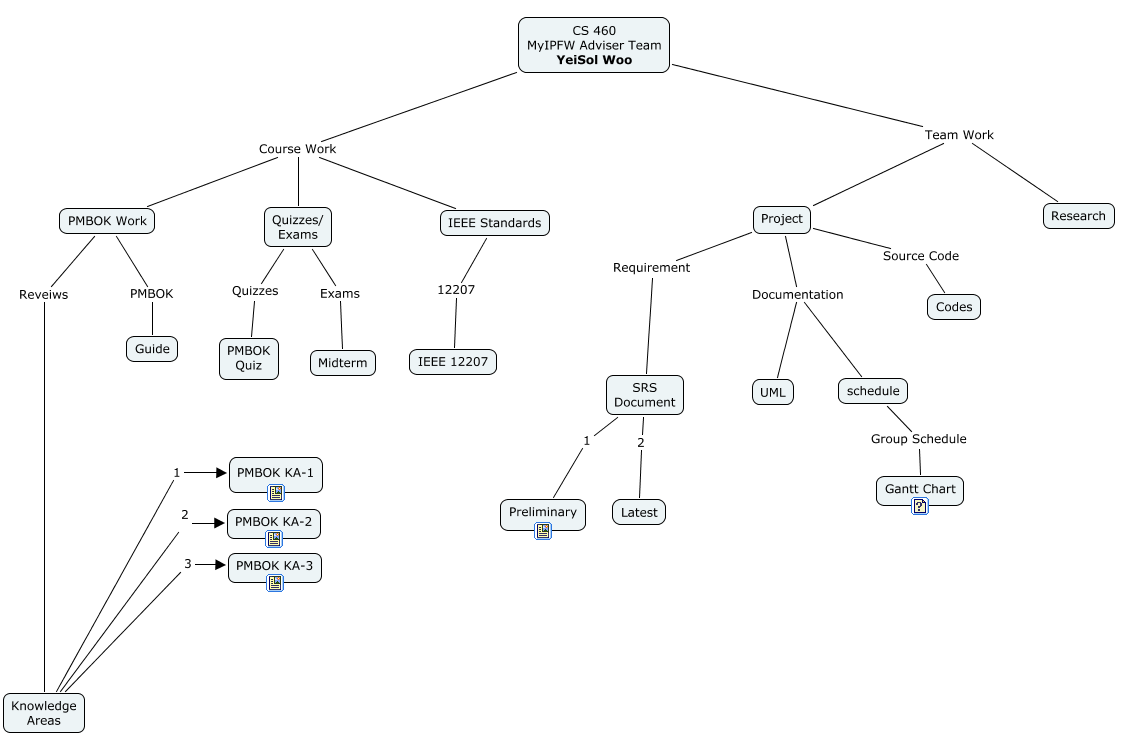 CS 460
MyIPFW Adviser Team
YeiSol Woo
Team Work
Course Work
PMBOK Work
Quizzes/
Exams
IEEE Standards
Project
Research
Reveiws
PMBOK
Quizzes
Exams
12207
Requirement
Documentation
Source Code
Guide
PMBOK
Quiz
Midterm
IEEE 12207
Codes
SRS
Document
UML
schedule
1
2
Group Schedule
Preliminary
Latest
Gantt Chart
1
PMBOK KA-1
2
PMBOK KA-2
3
PMBOK KA-3
Knowledge
Areas